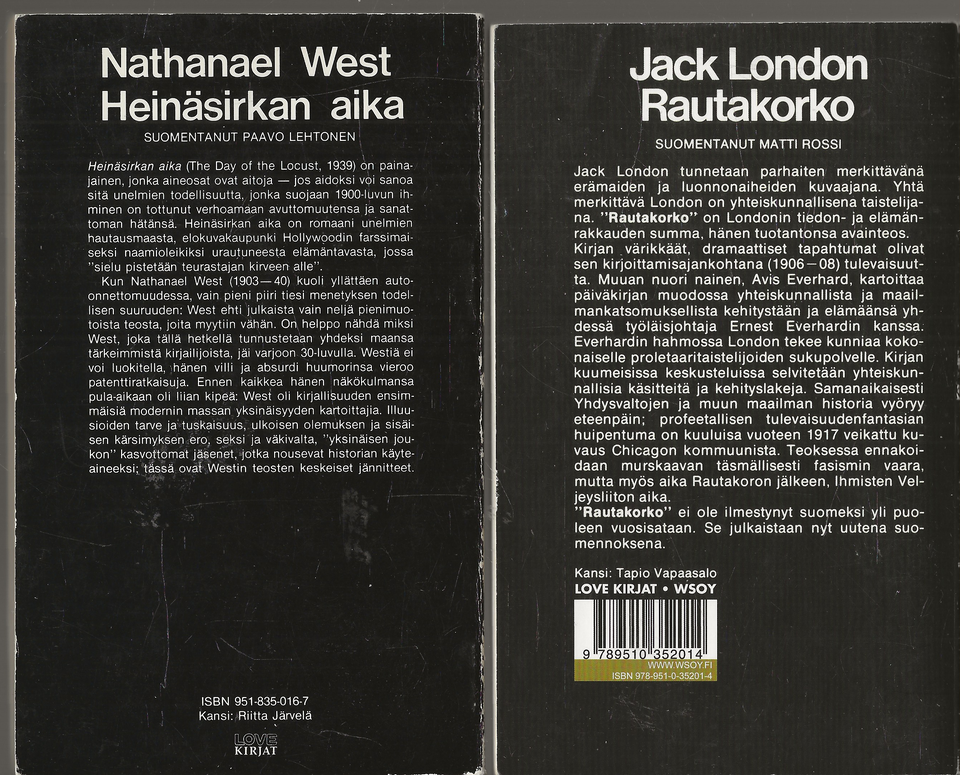 Nathanael West
Heinäsirkan aika
SUOMENTANUT PAAVO LEHTONEN
Heinäsirkan aika (The Day of the Locust, 1939) on paina-
jainen, jonka aineosat ovat aitoja — jos aidoksi voi sanoa
sitä unelmien todellisuutta, jonka suojaan 1900-luvun ih-
minen on tottunut verhoamaan avuttomuutensa ja sanat-
toman hätänsä. Heinäsirkan aika on romaani unelmien
hautausmaasta, elokuvakaupunki Hollywoodin farssimai-
seksi naamioleikiksi urautuneesta elämäntavasta, jossa
"sielu pistetään teurastajan kirveen alle".
Kun Nathanael West (1903—40) kuoli yllättäen auto-
onnettomuudessa, vain pieni piiri tiesi menetyksen todel-
lisen suuruuden: West ehti julkaista vain neljä pienimuo-
toista teosta, joita myytiin vähän. On helppo nähdä miksi
West, joka tällä hetkellä tunnustetaan yhdeksi maansa
tärkeimmistä kirjailijoista, jäi varjoon 30-luvulla. Westiä ei
voi luokitella, hänen villi ja absurdi huumorinsa vieroo
patenttiratkaisuja. Ennen kaikkea hänen näkökulmansa
pula-aikaan oli liian kipeä: West oli kirjallisuuden ensim-
mäisiä modernin massan yksinäisyyden kartoittajia. Illuu-
sioiden tarve ja tuskaisuus, ulkoisen olemuksen ja sisäi-
sen kärsimyksen ero, seksi ja väkivalta, "yksinäisen jou-
kon" kasvottomat jäsenet, jotka nousevat historian käyte-
aineeksi; tässä ovat Westin teosten keskeiset jännitteet.
ISBN 951-835-016-7
Kansi: Riitta Järvelä
LOVE
KIRJAT
Jack London
Rautakorko
SUOMENTANUT MATTI ROSSI
Jack London tunnetaan parhaiten merkittävänä
erämaiden ja luonnonaiheiden kuvaajana. Yhtä
merkittävä London on yhteiskunnallisena taistelija-
na. "Rautakorko" on Londonin tiedon- ja elämän-
rakkauden summa, hänen tuotantonsa avainteos.
Kirjan värikkäät, dramaattiset tapahtumat olivat
sen kirjoittamisajankohtana (1906—08) tulevaisuut-
ta. Muuan nuori nainen, Avis Everhard, kartoittaa
päiväkirjan muodossa yhteiskunnallista ja maail-
mankatsomuksellista kehitystään ja elämäänsä yh-
dessä työläisjohtaja Ernest Everhardin kanssa.
Everhardin hahmossa London tekee kunniaa koko-
naiselle proletaaritaistelijoiden sukupolvelle. Kirjan
kuumeisissa keskusteluissa selvitetään yhteiskun-
nallisia käsitteitä ja kehityslakeja. Samanaikaisesti
Yhdysvaltojen ja muun maailman historia vyöryy
eteenpäin; profeetallisen tulevaisuudenfantasian
huipentuma on kuuluisa vuoteen 1917 veikattu ku-
vaus Chicagon kommuunista. Teoksessa ennakoi-
daan murskaavan täsmällisesti fasismin vaara,
mutta myös aika Rautakoron jälkeen, Ihmisten Vel-
jeysliiton aika.
"Rautakorko" ei ole ilmestynyt suomeksi yli puo-
leen vuosisataan. Se julkaistaan nyt uutena suo-
mennoksena.
Kansi: Tapio Vapaasalo
LOVE KIRJAT • WSOY
9 789510 352014
WWW.WSOY.FI
ISBN 978-951-0-35201-4